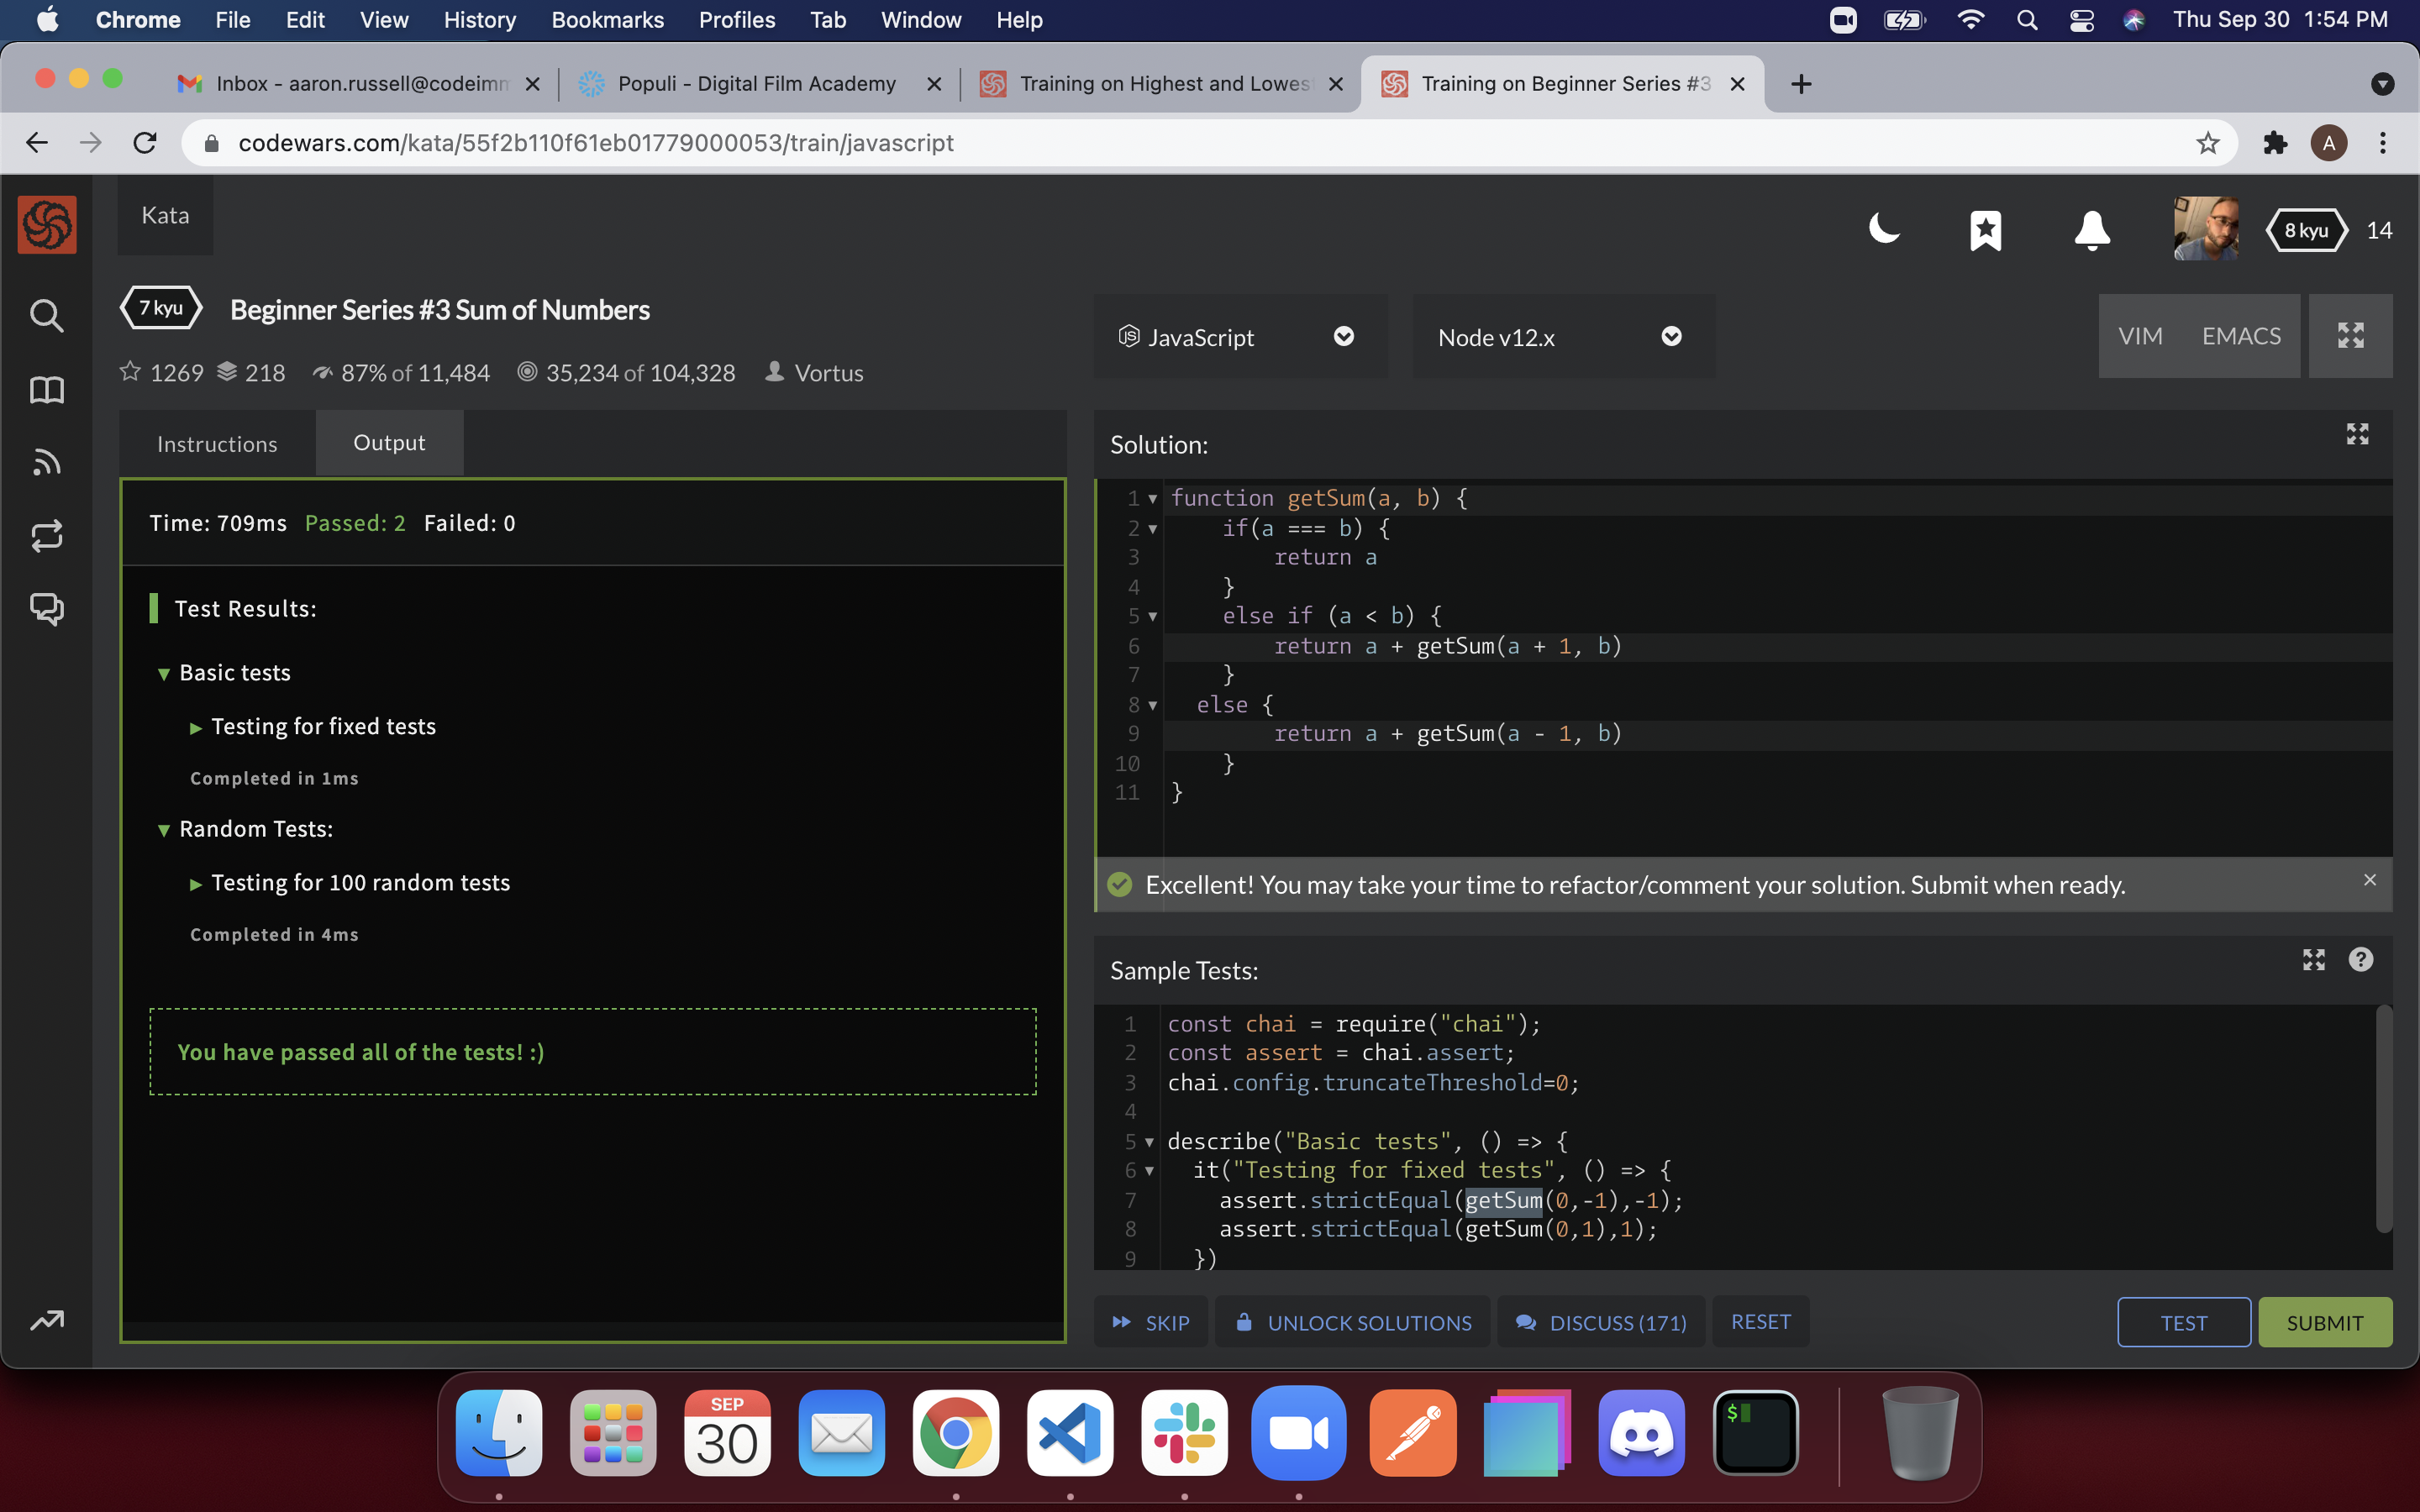 Chrome File Edit View History Bookmarks Profiles Tab Window Help Thu Sep 30 1:54 PM
Inbox - aaron.russell@codeimm Populi - Digital Film Academy Training on Highest and Lowes Training on Beginner Series #3
codewars.com/kata/55f2b110f61eb01779000053/train/javascript A
Kata
8 kyu 14
7 kyu Beginner Series #3 Sum of Numbers
1269 218 87% of 11,484 35,234 of 104,328 Vortus
JS JavaScript Node v12.x VIM EMACS
Instructions Output
Time: 709ms Passed: 2 Failed: 0
Test Results:
Basic tests
Testing for fixed tests
Completed in 1ms
Random Tests:
Testing for 100 random tests
Completed in 4ms
You have passed all of the tests! :)
Solution:
1 function getSum(a, b) {
2 if(a === b) {
3 return a
4 }
5 else if (a < b) {
6 return a + getSum(a + 1, b)
7 }
8 else {
9 return a + getSum(a - 1, b)
10 }
11 }
Excellent! You may take your time to refactor/comment your solution. Submit when ready.
Sample Tests:
1 const chai = require("chai");
2 const assert = chai.assert;
3 chai.config.truncateThreshold=0;
4
5 describe("Basic tests", () => {
6 it("Testing for fixed tests", () => {
7 assert.strictEqual(getSum(0,-1),-1);
8 assert.strictEqual(getSum(0,1),1);
9 })
SKIP UNLOCK SOLUTIONS DISCUSS (171) RESET TEST SUBMIT
SEP
30
$